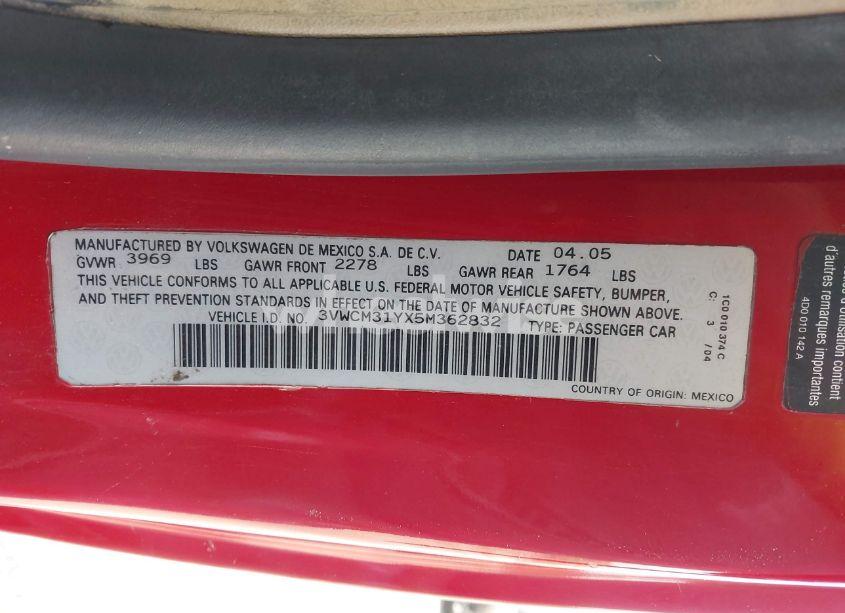 MANUFACTURED BY VOLKSWAGEN DE MEXICO S.A. DE C.V. DATE 04.05
GVWR 3969 LBS GAWR FRONT 2278 LBS GAWR REAR 1764 LBS
THIS VEHICLE CONFORMS TO ALL APPLICABLE U.S. FEDERAL MOTOR VEHICLE SAFETY, BUMPER,
AND THEFT PREVENTION STANDARDS IN EFFECT ON THE DATE OF MANUFACTURE SHOWN ABOVE.
VEHICLE I.D. NO. 3VWCM31YX5M362832 TYPE: PASSENGER CAR
COUNTRY OF ORIGIN: MEXICO
1C0 010 374 C
C: 3 /04
d'utilisation contient
d'autres remarques importantes
4D0 010 142 A